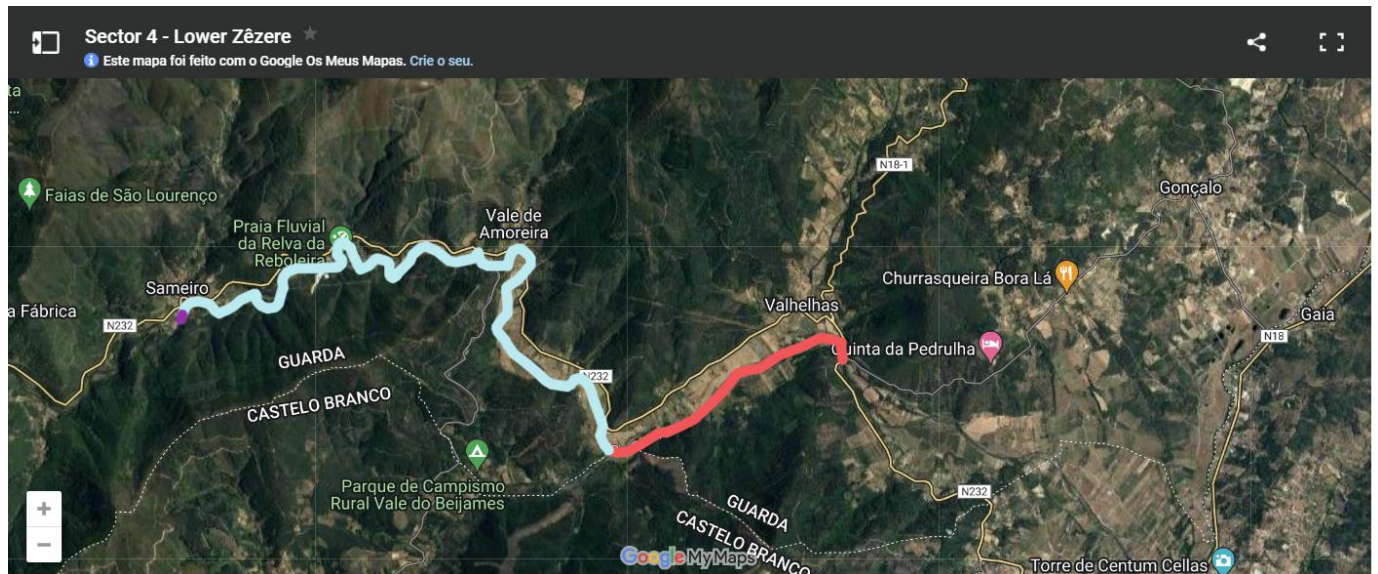 Sector 4 - Lower Zêzere
Este mapa foi feito com o Google Os Meus Mapas. Crie o seu.
ta
...
N18-1
Faias de São Lourenço
Gonçalo
Praia Fluvial
da Relva da
Reboleira
Vale de
Amoreira
Churrasqueira Bora Lá
Sameiro
a Fábrica
N232
Valhelhas
Gaia
N18
GUARDA
Quinta da Pedrulha
N232
CASTELO BRANCO
Parque de Campismo
Rural Vale do Beijames
N232
GUARDA
CASTELO BRANCO
Google My Maps
Torre de Centum Cellas